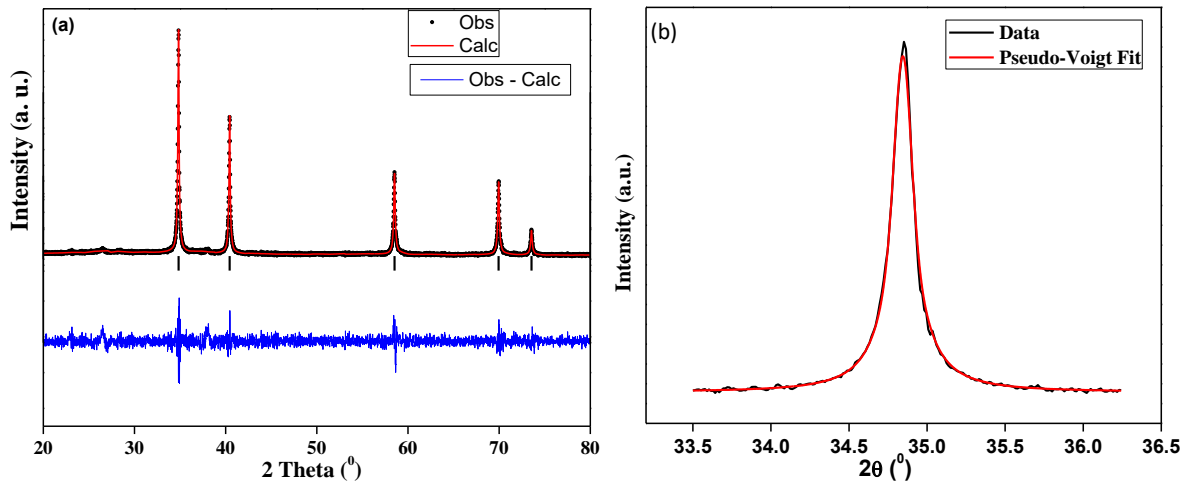 (a)
Obs
Calc
Obs - Calc
Intensity (a. u.)
20 30 40 50 60 70 80
2 Theta (⁰)
(b)
Data
Pseudo-Voigt Fit
Intensity (a.u.)
33.5 34.0 34.5 35.0 35.5 36.0 36.5
2θ (⁰)